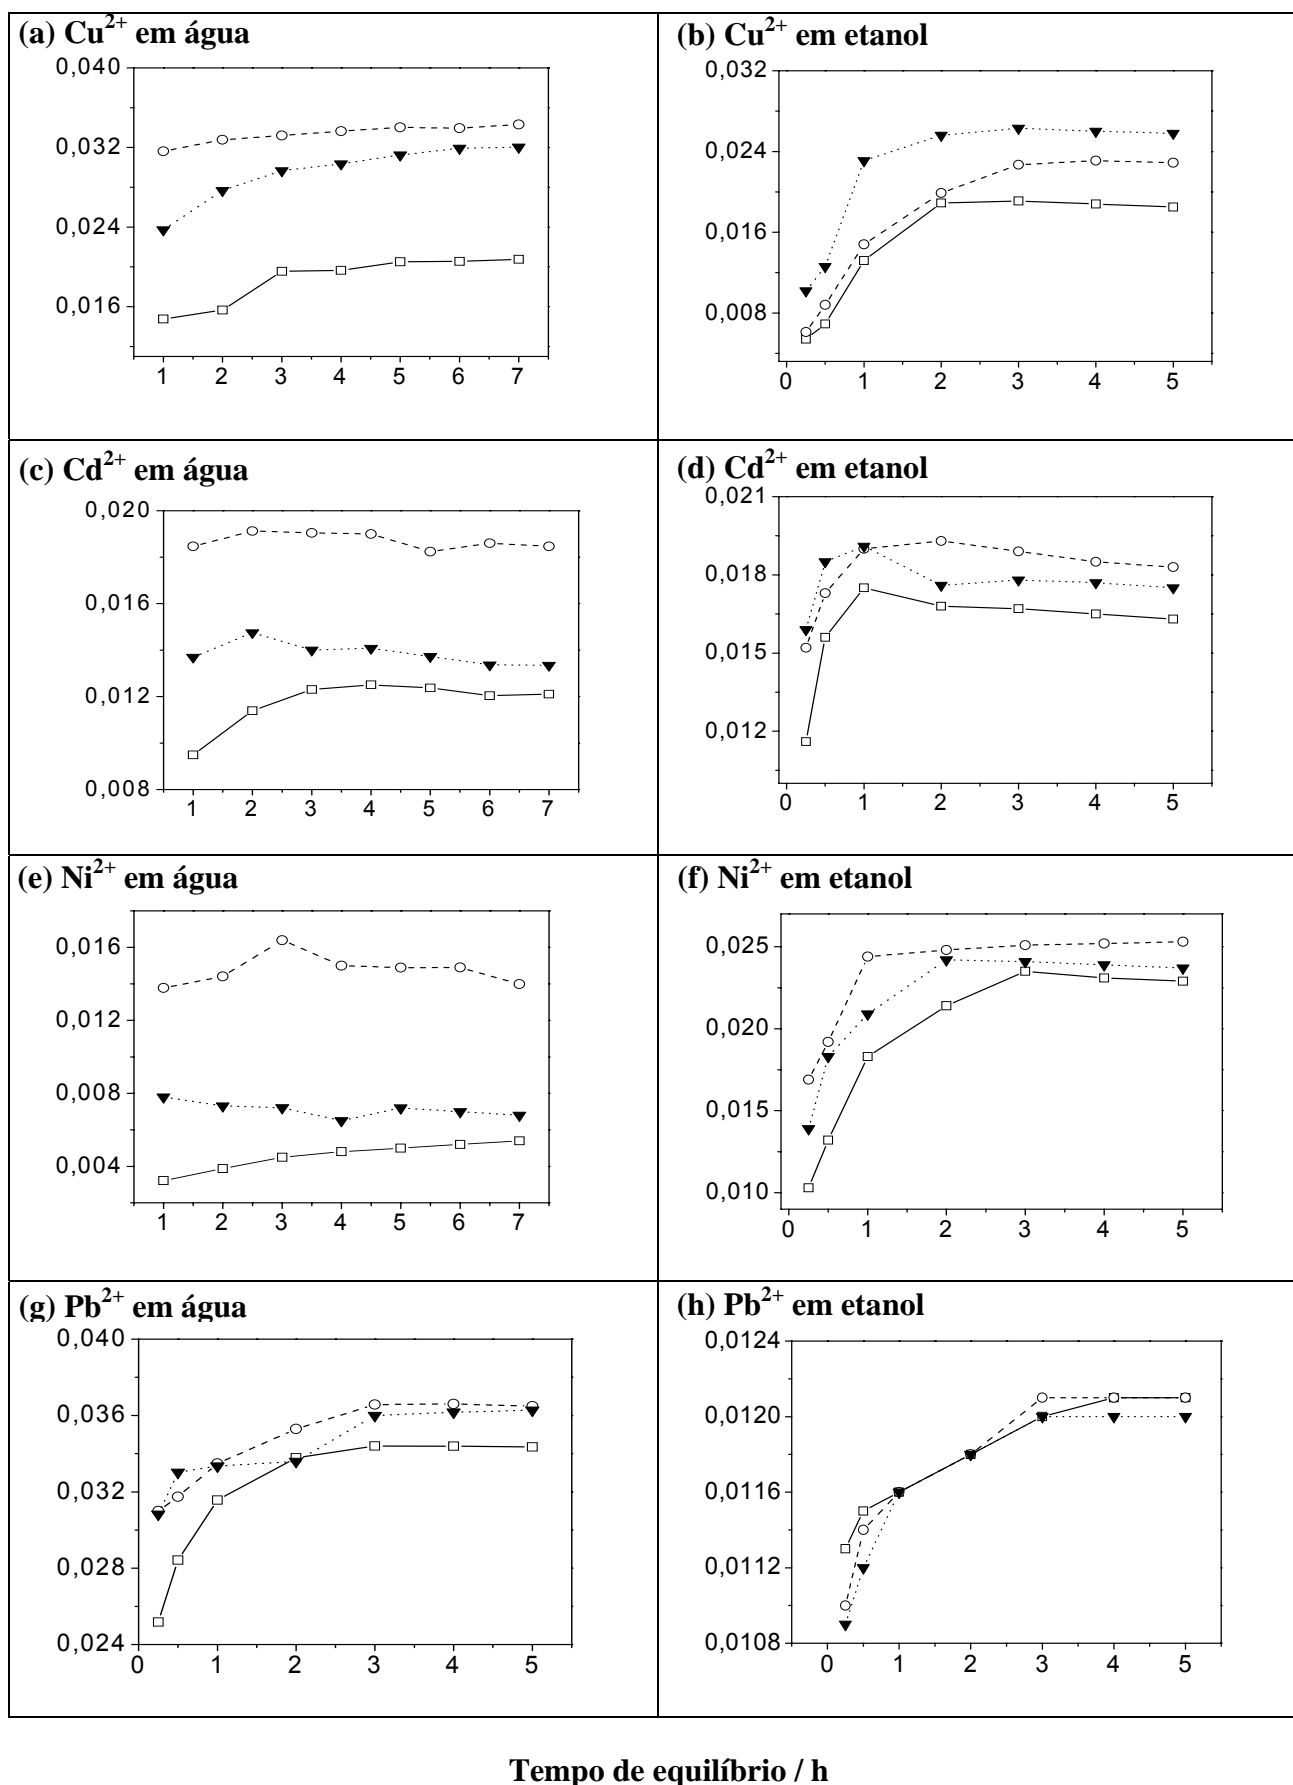 (a) Cu²⁺ em água
0,040
0,032
0,024
0,016
1 2 3 4 5 6 7
(b) Cu²⁺ em etanol
0,032
0,024
0,016
0,008
0 1 2 3 4 5
(c) Cd²⁺ em água
0,020
0,016
0,012
0,008
1 2 3 4 5 6 7
(d) Cd²⁺ em etanol
0,021
0,018
0,015
0,012
0 1 2 3 4 5
(e) Ni²⁺ em água
0,016
0,012
0,008
0,004
1 2 3 4 5 6 7
(f) Ni²⁺ em etanol
0,025
0,020
0,015
0,010
0 1 2 3 4 5
(g) Pb²⁺ em água
0,040
0,036
0,032
0,028
0,024
0 1 2 3 4 5
(h) Pb²⁺ em etanol
0,0124
0,0120
0,0116
0,0112
0,0108
0 1 2 3 4 5
Tempo de equilíbrio / h